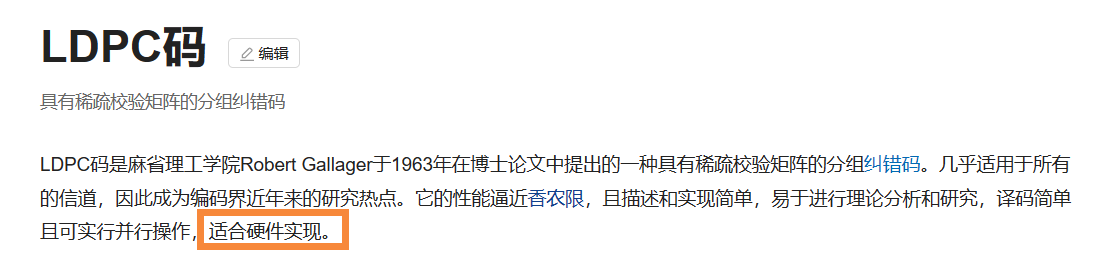 LDPC码
编辑
具有稀疏校验矩阵的分组纠错码
LDPC码是麻省理工学院Robert Gallager于1963年在博士论文中提出的一种具有稀疏校验矩阵的分组纠错码。几乎适用于所有
的信道，因此成为编码界近年来的研究热点。它的性能逼近香农限，且描述和实现简单，易于进行理论分析和研究，译码简单
且可实行并行操作，适合硬件实现。